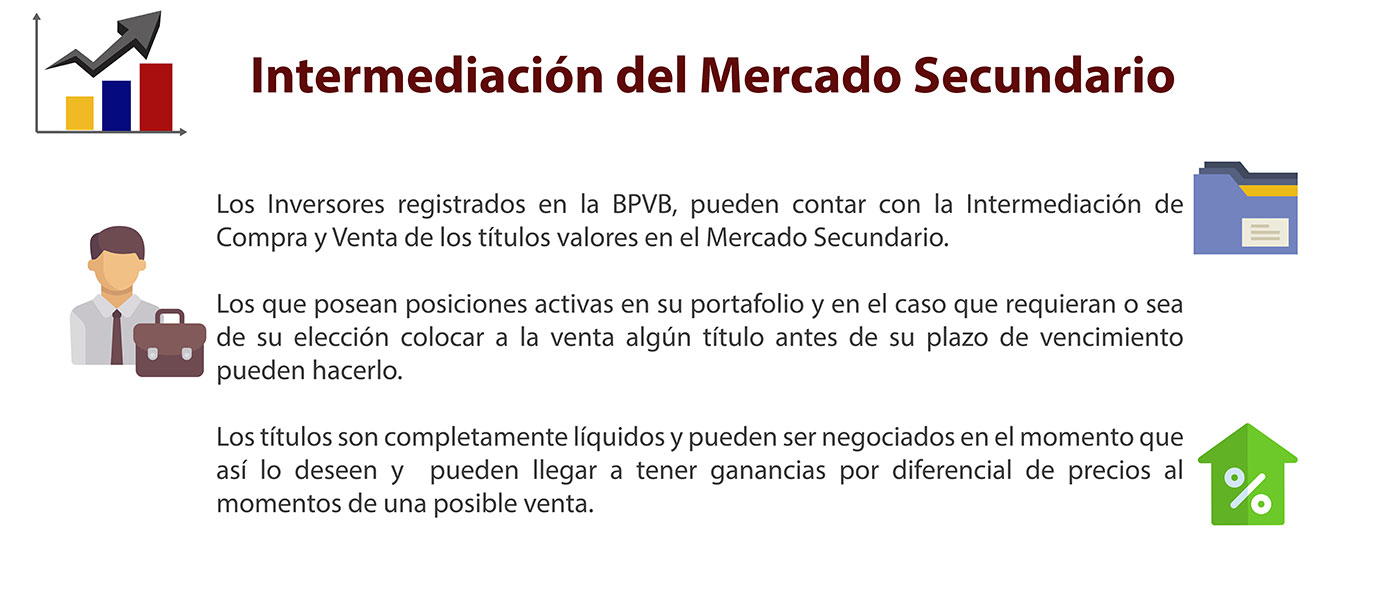 Intermediación del Mercado Secundario
Los Inversores registrados en la BPVB, pueden contar con la Intermediación de
Compra y Venta de los títulos valores en el Mercado Secundario.
Los que posean posiciones activas en su portafolio y en el caso que requieran o sea
de su elección colocar a la venta algún título antes de su plazo de vencimiento
pueden hacerlo.
Los títulos son completamente líquidos y pueden ser negociados en el momento que
así lo deseen y  pueden llegar a tener ganancias por diferencial de precios al
momentos de una posible venta.
%